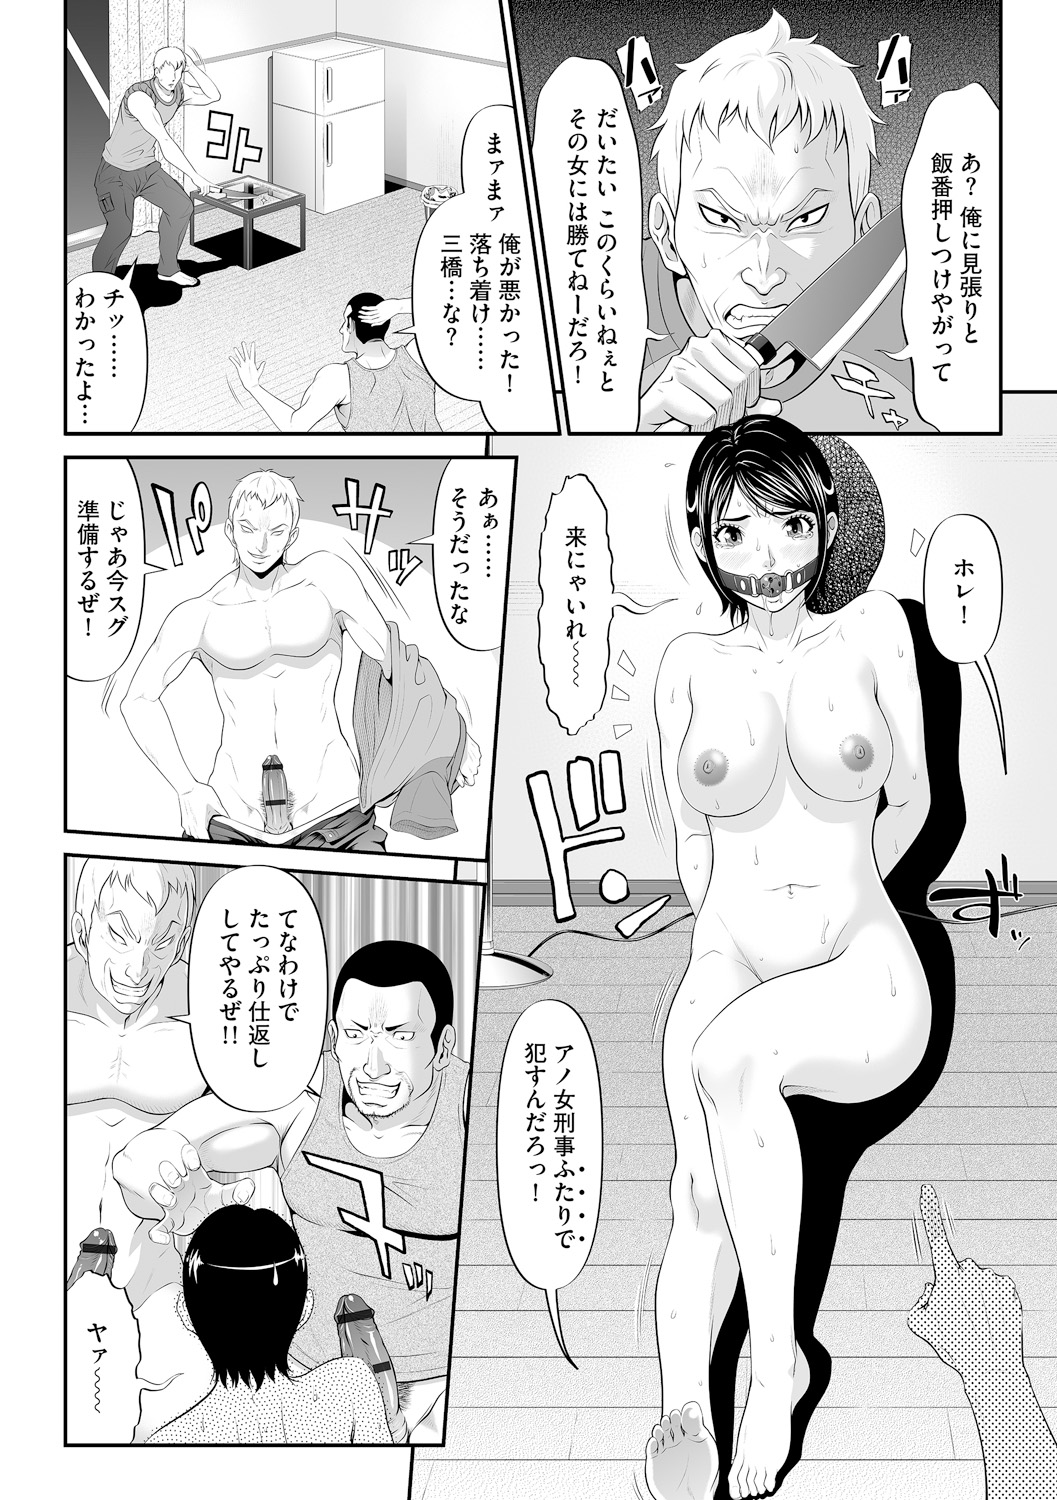 あ？俺に見張りと
飯番押しつけやがって
だいたいこのくらいねぇと
その女には勝てねーだろ！
ハァ
ハァ
チャ
まァまァ
俺が悪かった！
落ち着け……
三橋…な？
コト
チッ……
わかったよ…
ホレ！
来にゃいれ～～
ドン
ずッ
アノ女刑事ふたりで
犯すんだろっ！
あぁ……
そうだったな
スッ
パ
じゃあ今スグ
準備するぜ！
てなわけで
たっぷり仕返し
してやるぜ!!
ヌッ
ヤァ～～